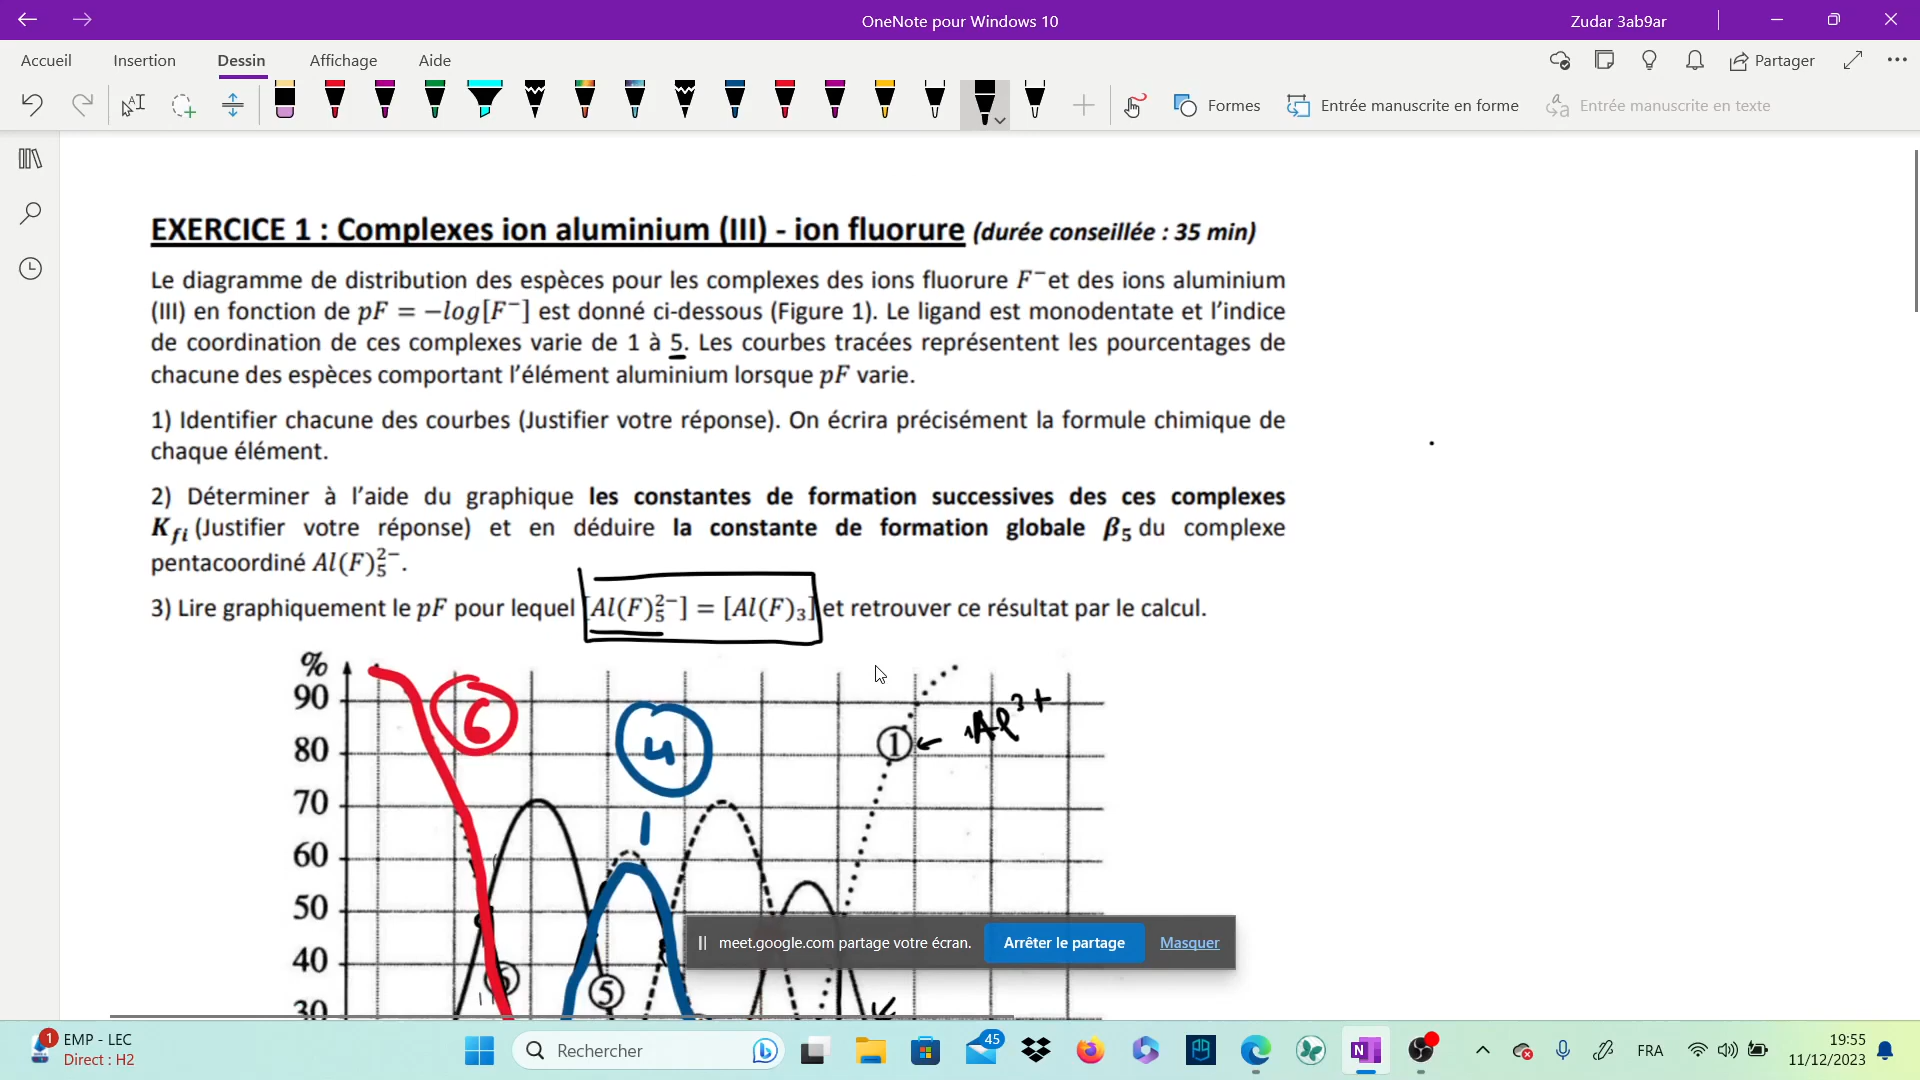 OneNote pour Windows 10
Zudar 3ab9ar
Accueil
Insertion
Dessin
Affichage
Aide
Partager
Formes
Entrée manuscrite en forme
Entrée manuscrite en texte
EXERCICE 1 : Complexes ion aluminium (III) - ion fluorure (durée conseillée : 35 min)
Le diagramme de distribution des espèces pour les complexes des ions fluorure F⁻et des ions aluminium
(III) en fonction de pF = −log[F⁻] est donné ci-dessous (Figure 1). Le ligand est monodentate et l'indice
de coordination de ces complexes varie de 1 à 5. Les courbes tracées représentent les pourcentages de
chacune des espèces comportant l'élément aluminium lorsque pF varie.
1) Identifier chacune des courbes (Justifier votre réponse). On écrira précisément la formule chimique de
chaque élément.
2) Déterminer à l'aide du graphique les constantes de formation successives des ces complexes
K_fi (Justifier votre réponse) et en déduire la constante de formation globale β₅ du complexe
pentacoordiné Al(F)₅²⁻.
3) Lire graphiquement le pF pour lequel [Al(F)₅²⁻] = [Al(F)₃] et retrouver ce résultat par le calcul.
%
90
80
70
60
50
40
30
6
4
① ← Al³⁺
⑥
⑤
meet.google.com partage votre écran.
Arrêter le partage
Masquer
1
EMP - LEC
Direct : H2
Rechercher
45
FRA
19:55
11/12/2023